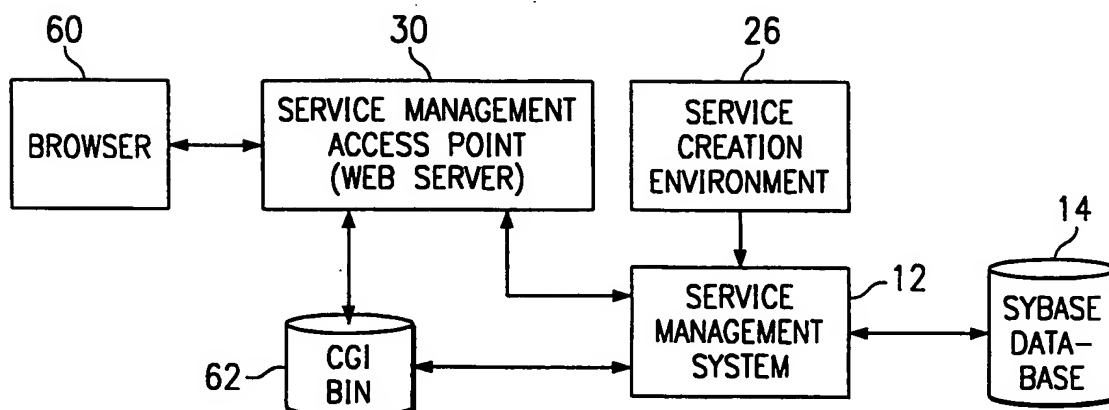 60
30
26
BROWSER
SERVICE MANAGEMENT
ACCESS POINT
(WEB SERVER)
SERVICE
CREATION
ENVIRONMENT
14
12
SERVICE
MANAGEMENT
SYSTEM
SYBASE
DATA-
BASE
62
CGI
BIN